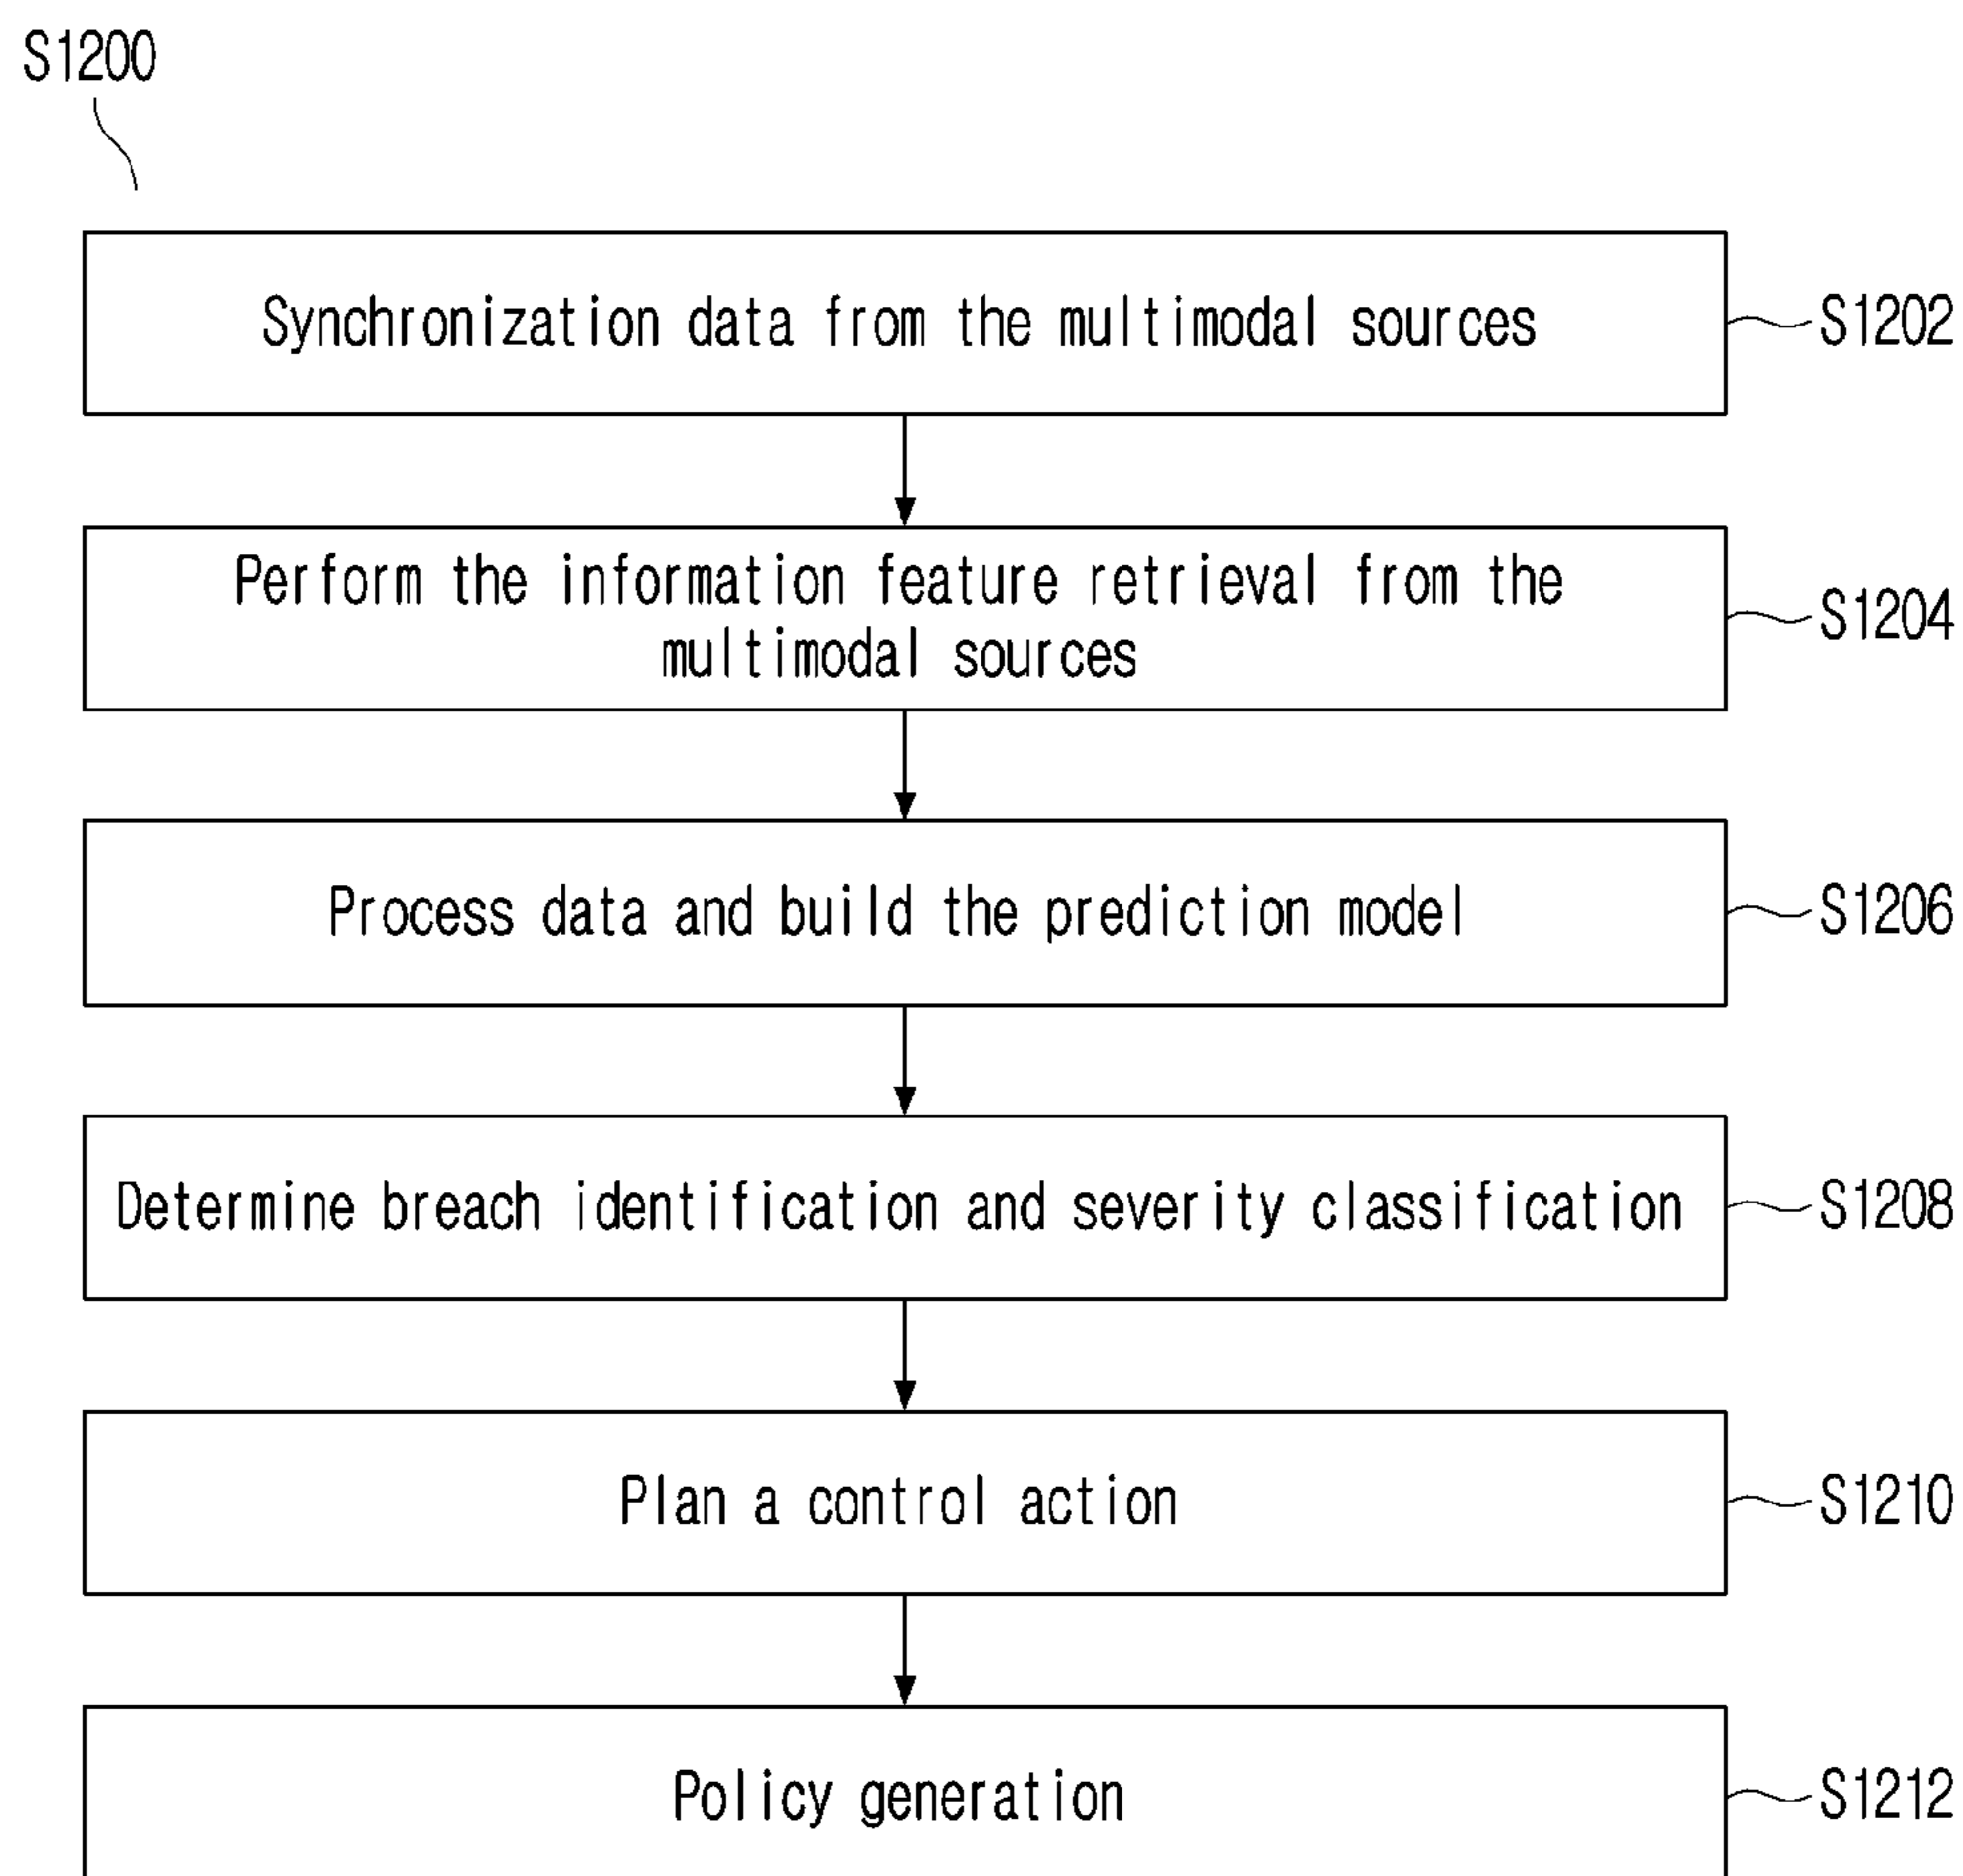 S1200
Synchronization data from the multimodal sources
S1202
Perform the information feature retrieval from the
multimodal sources
S1204
Process data and build the prediction model
S1206
Determine breach identification and severity classification
S1208
Plan a control action
S1210
Policy generation
S1212